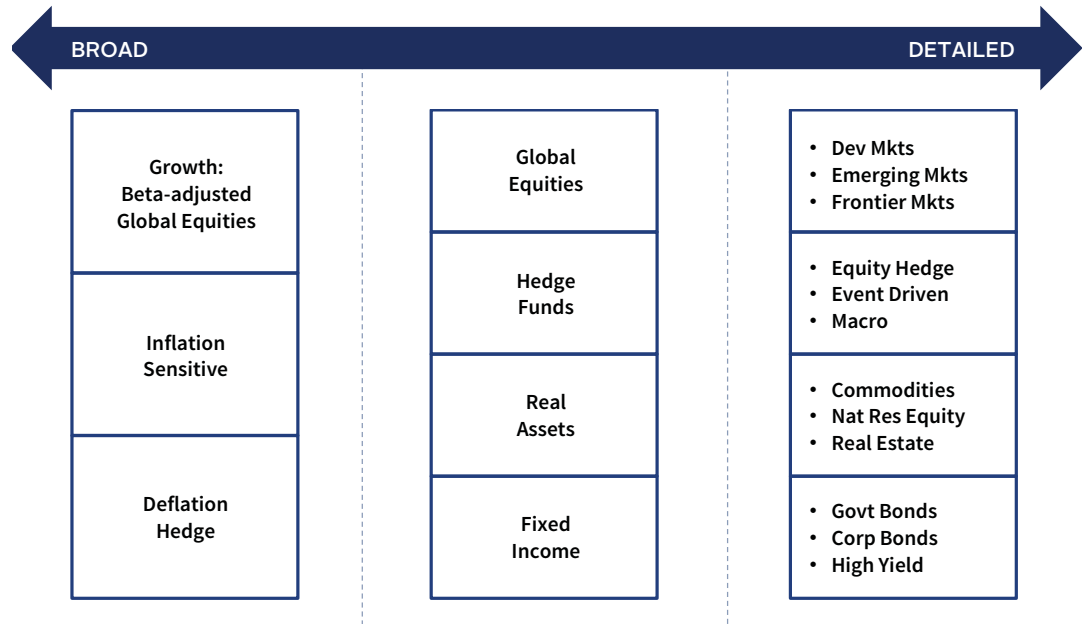 BROAD
DETAILED
Growth:
Beta-adjusted
Global Equities
Inflation
Sensitive
Deflation
Hedge
Global
Equities
Hedge
Funds
Real
Assets
Fixed
Income
• Dev Mkts
• Emerging Mkts
• Frontier Mkts
• Equity Hedge
• Event Driven
• Macro
• Commodities
• Nat Res Equity
• Real Estate
• Govt Bonds
• Corp Bonds
• High Yield